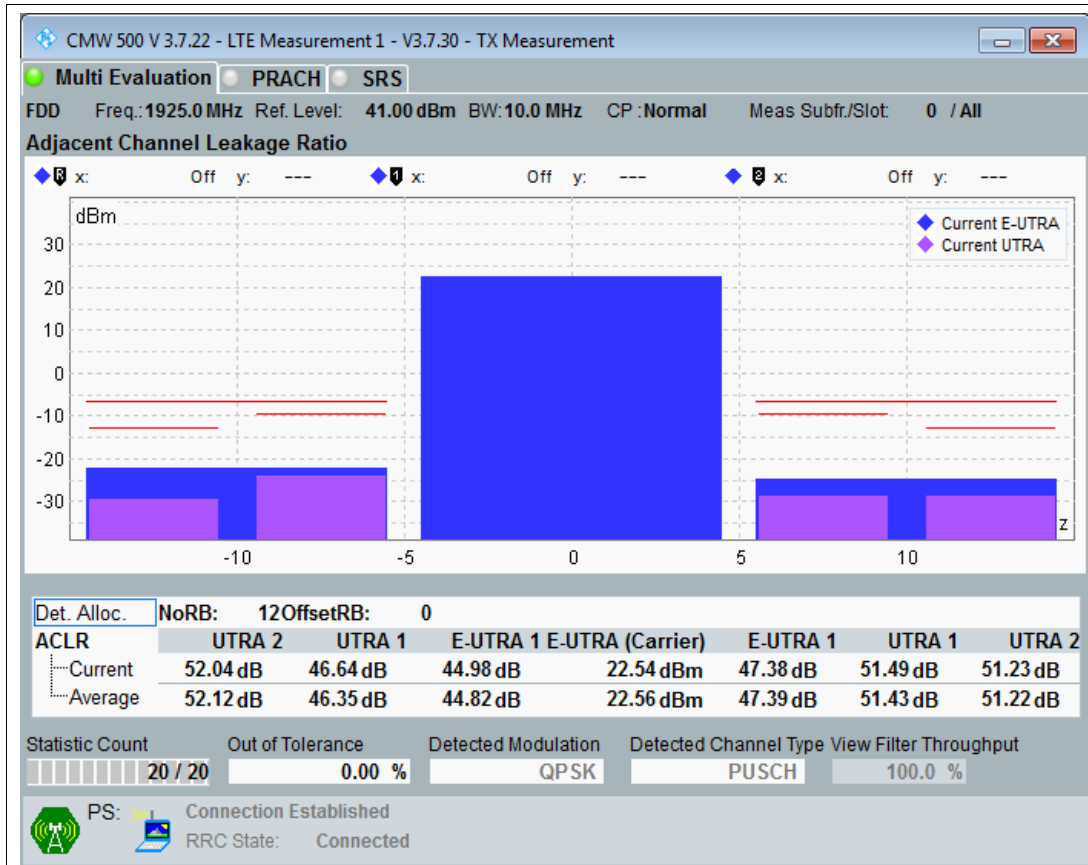 CMW 500 V 3.7.22 - LTE Measurement 1 - V3.7.30 - TX Measurement
Multi Evaluation PRACH SRS
FDD Freq.: 1925.0 MHz Ref. Level: 41.00 dBm BW: 10.0 MHz CP : Normal Meas Subfr./Slot: 0 / All
Adjacent Channel Leakage Ratio
R x: Off y: --- 1 x: Off y: --- 2 x: Off y: ---
dBm
Current E-UTRA
Current UTRA
30
20
10
0
-10
-20
-30
z
-10 -5 0 5 10
Det. Alloc. NoRB: 12 OffsetRB: 0
ACLR UTRA 2 UTRA 1 E-UTRA 1 E-UTRA (Carrier) E-UTRA 1 UTRA 1 UTRA 2
Current 52.04 dB 46.64 dB 44.98 dB 22.54 dBm 47.38 dB 51.49 dB 51.23 dB
Average 52.12 dB 46.35 dB 44.82 dB 22.56 dBm 47.39 dB 51.43 dB 51.22 dB
Statistic Count Out of Tolerance Detected Modulation Detected Channel Type View Filter Throughput
20 / 20 0.00 % QPSK PUSCH 100.0 %
PS: Connection Established
RRC State: Connected